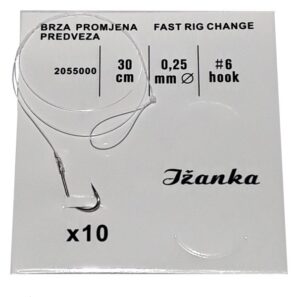 BRZA PROMJENA FAST RIG CHANGE
PREDVEZA
2055000 30 cm 0,25 mm Ø #6 hook
Ižanka
x10